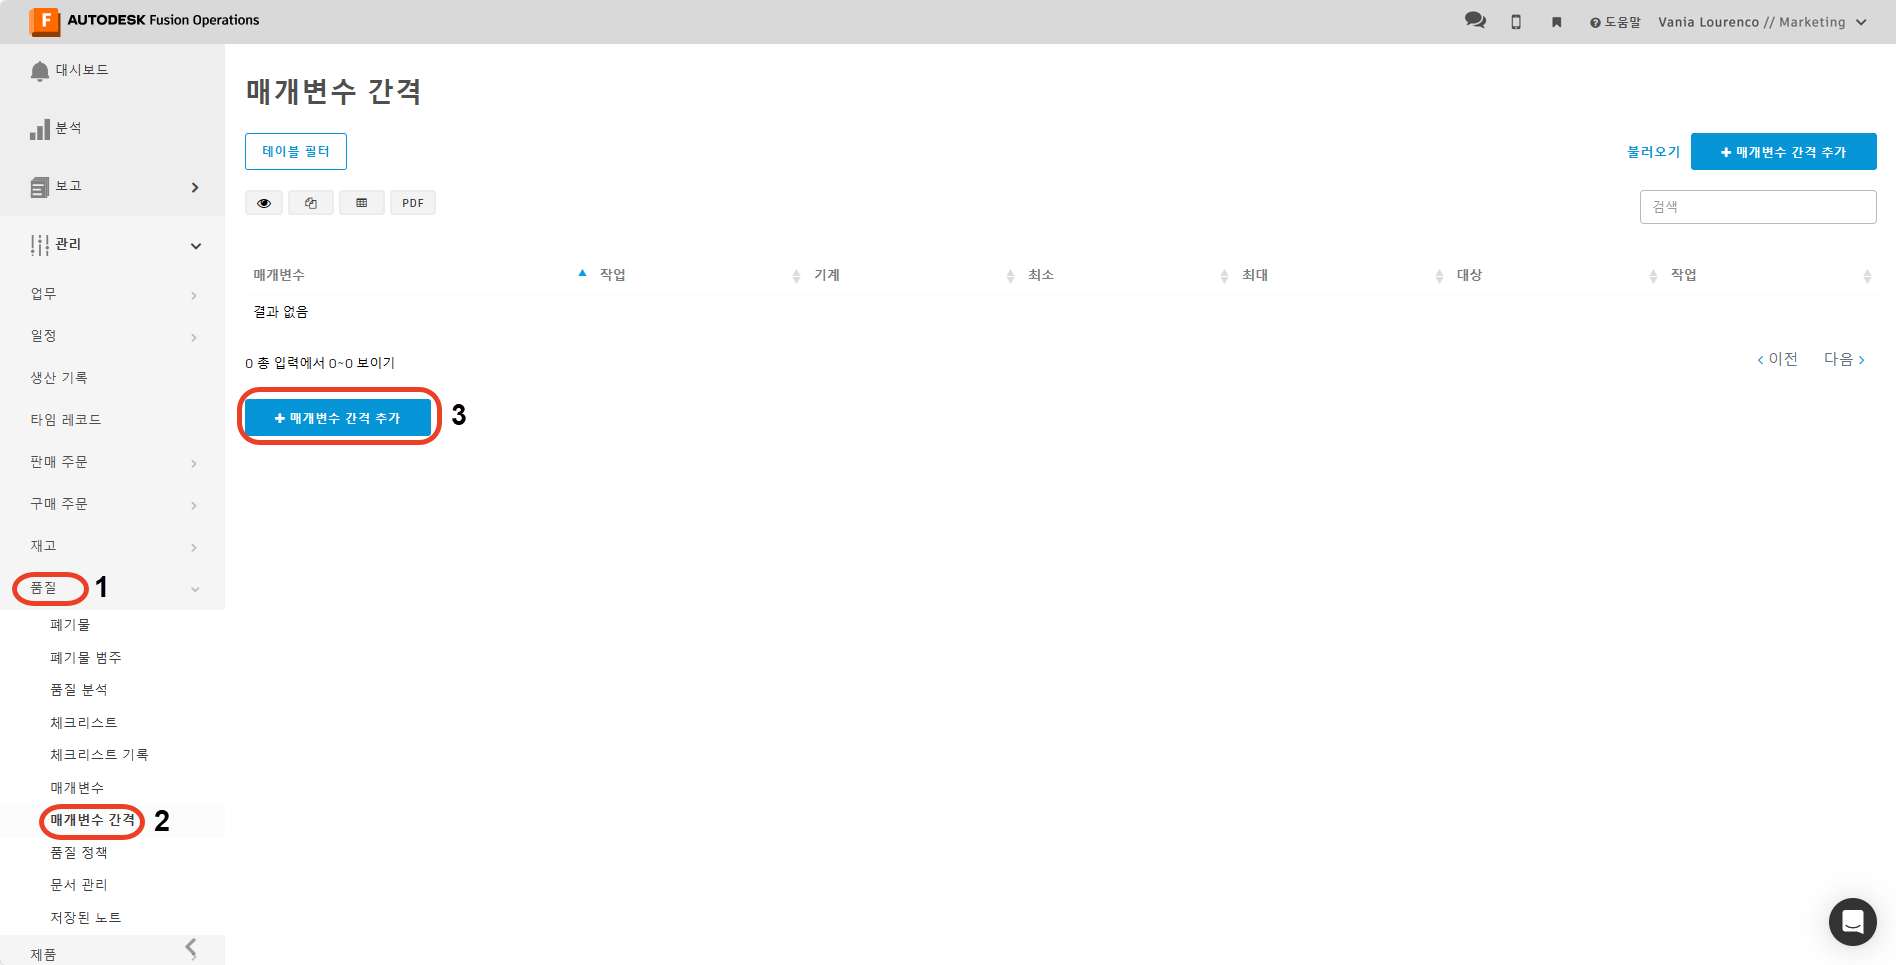 F AUTODESK Fusion Operations
도움말
Vania Lourenco // Marketing
대시보드
분석
보고
관리
업무
일정
생산 기록
타임 레코드
판매 주문
구매 주문
재고
품질 1
폐기물
폐기물 범주
품질 분석
체크리스트
체크리스트 기록
매개변수
매개변수 간격 2
품질 정책
문서 관리
저장된 노트
제품
매개변수 간격
테이블 필터
불러오기
매개변수 간격 추가
PDF
검색
매개변수 작업 기계 최소 최대 대상 작업
결과 없음
0 총 입력에서 0~0 보이기
이전 다음
매개변수 간격 추가 3